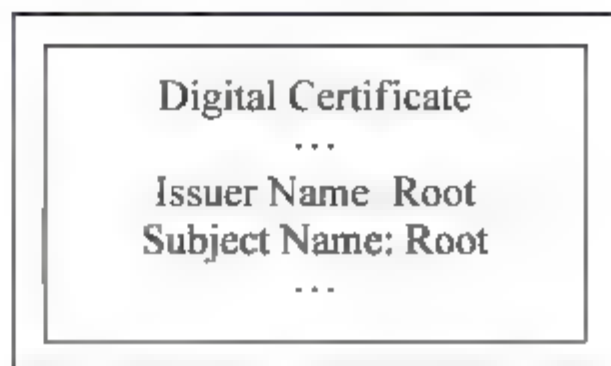 Digital Certificate
...
Issuer Name Root
Subject Name: Root
...